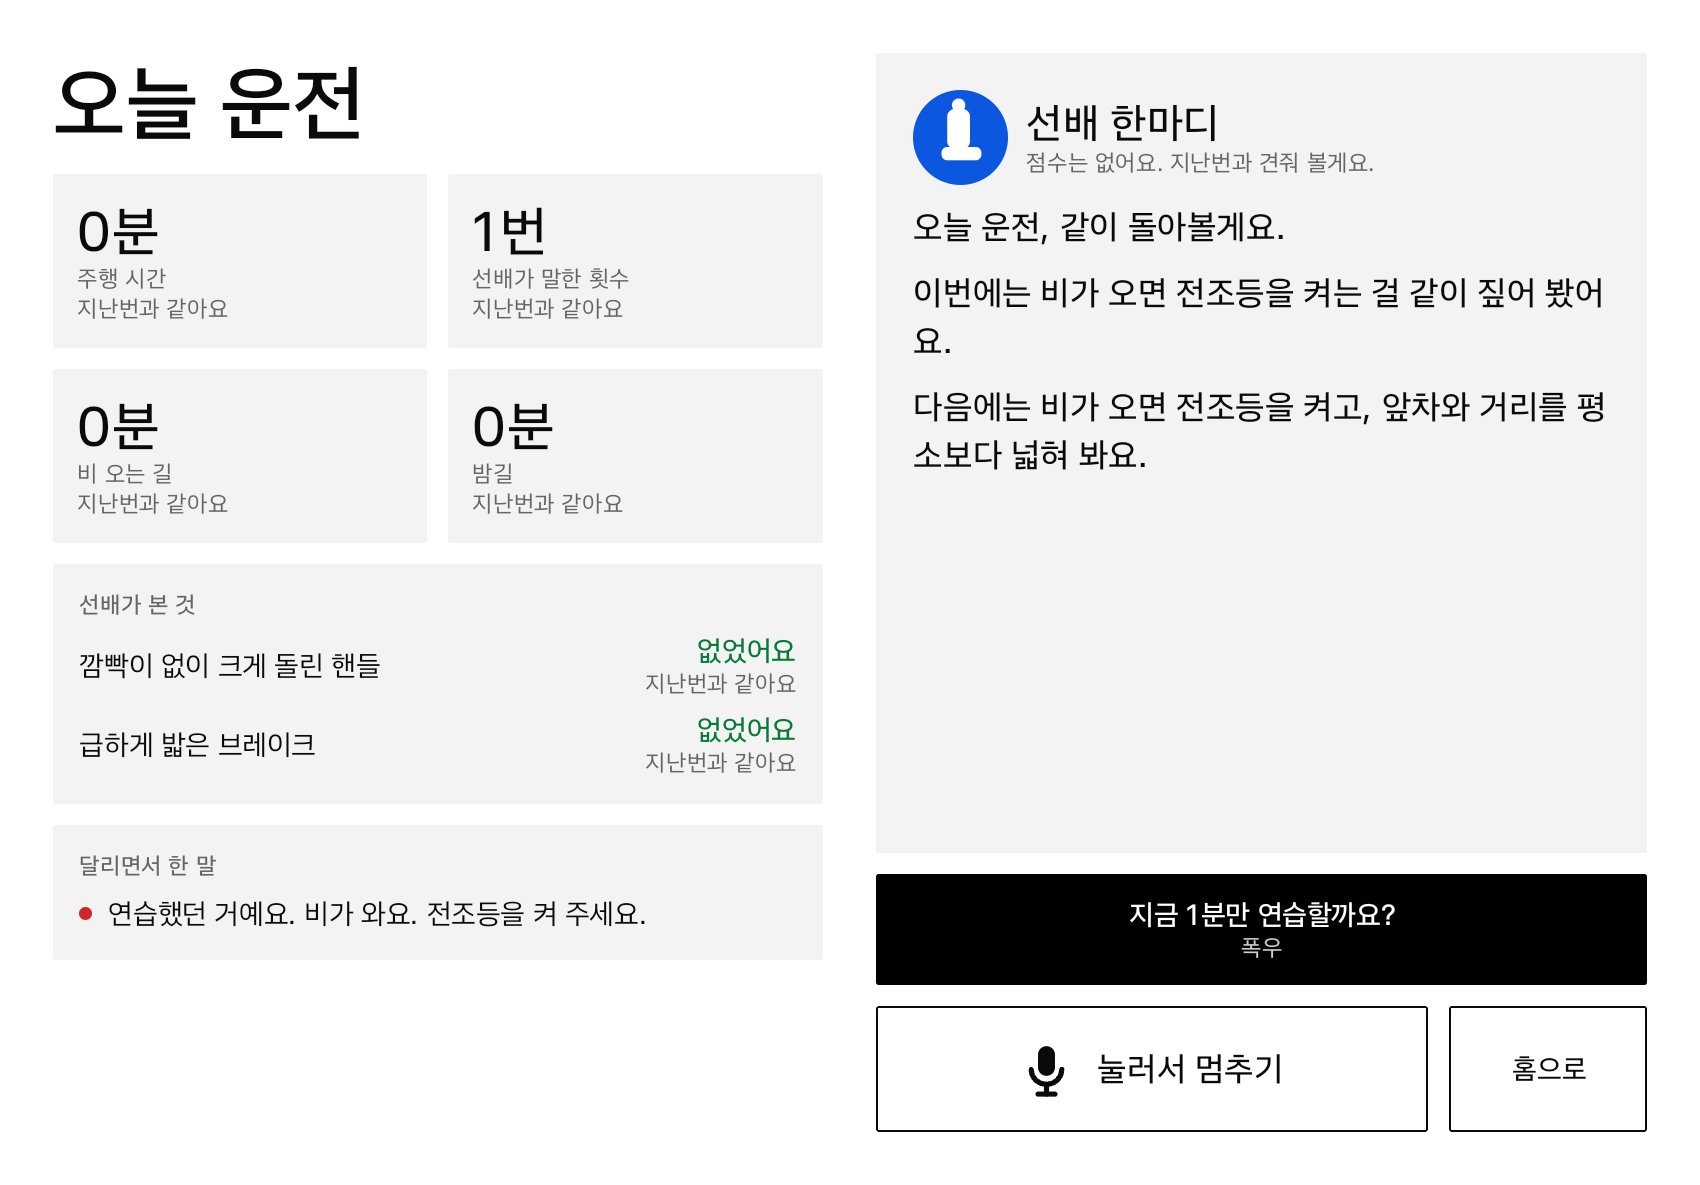 오늘 운전
0분
주행 시간
지난번과 같아요
1번
선배가 말한 횟수
지난번과 같아요
0분
비 오는 길
지난번과 같아요
0분
밤길
지난번과 같아요
선배가 본 것
깜빡이 없이 크게 돌린 핸들
없었어요
지난번과 같아요
급하게 밟은 브레이크
없었어요
지난번과 같아요
달리면서 한 말
연습했던 거예요. 비가 와요. 전조등을 켜 주세요.
선배 한마디
점수는 없어요. 지난번과 견줘 볼게요.
오늘 운전, 같이 돌아볼게요.
이번에는 비가 오면 전조등을 켜는 걸 같이 짚어 봤어
요.
다음에는 비가 오면 전조등을 켜고, 앞차와 거리를 평
소보다 넓혀 봐요.
지금 1분만 연습할까요?
폭우
눌러서 멈추기
홈으로